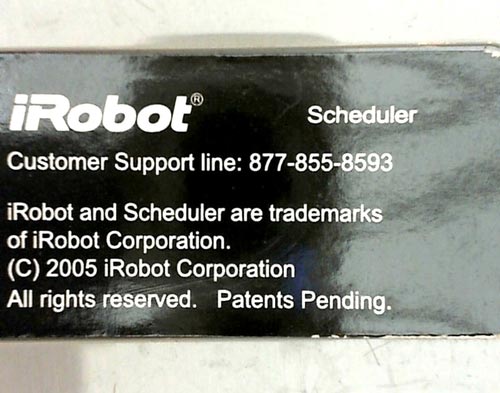 iRobot® Scheduler
Customer Support line: 877-855-8593
iRobot and Scheduler are trademarks
of iRobot Corporation.
(C) 2005 iRobot Corporation
All rights reserved. Patents Pending.